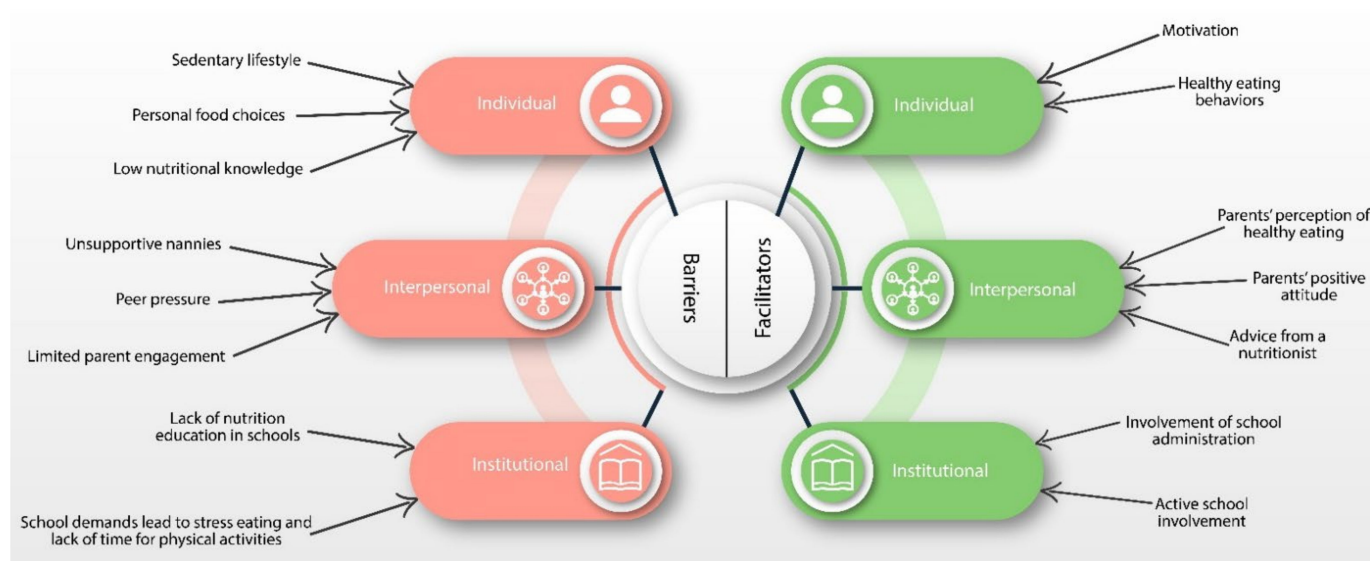 Sedentary lifestyle
Personal food choices
Low nutritional knowledge
Individual
Unsupportive nannies
Peer pressure
Limited parent engagement
Interpersonal
Lack of nutrition
education in schools
School demands lead to stress eating and
lack of time for physical activities
Institutional
Barriers
Facilitators
Individual
Motivation
Healthy eating
behaviors
Interpersonal
Parents' perception of
healthy eating
Parents' positive
attitude
Advice from a
nutritionist
Institutional
Involvement of school
administration
Active school
involvement